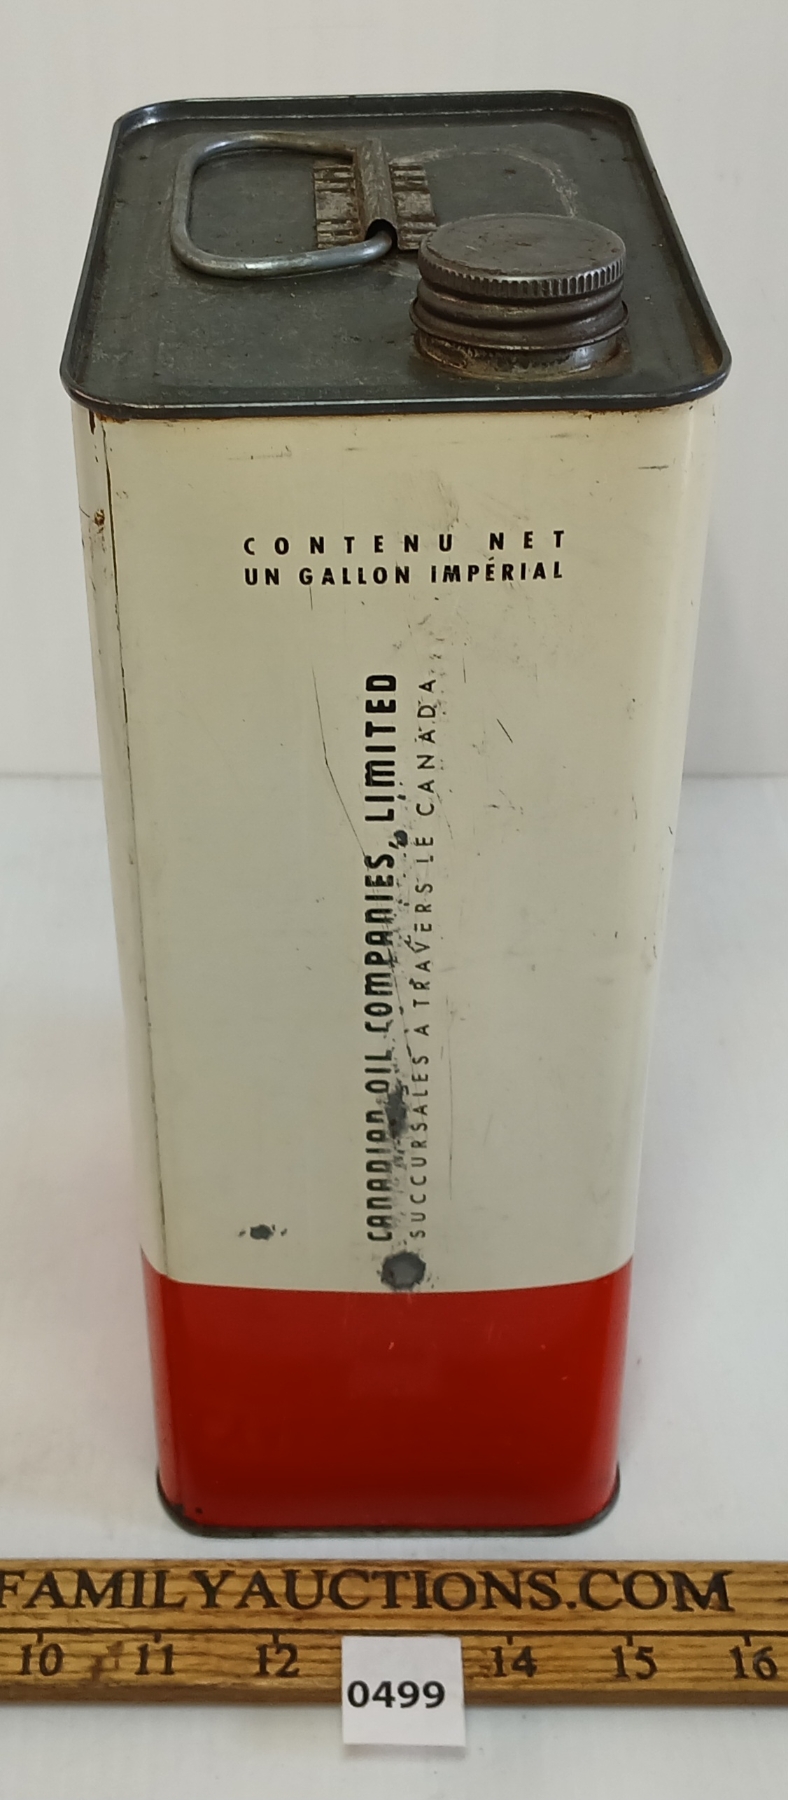 CONTENU NET
UN GALLON IMPÉRIAL
CANADIAN OIL COMPANIES, LIMITED
SUCCURSALES A TRAVERS LE CANADA
FAMILYAUCTIONS.COM
10 11 12 14 15 16
0499